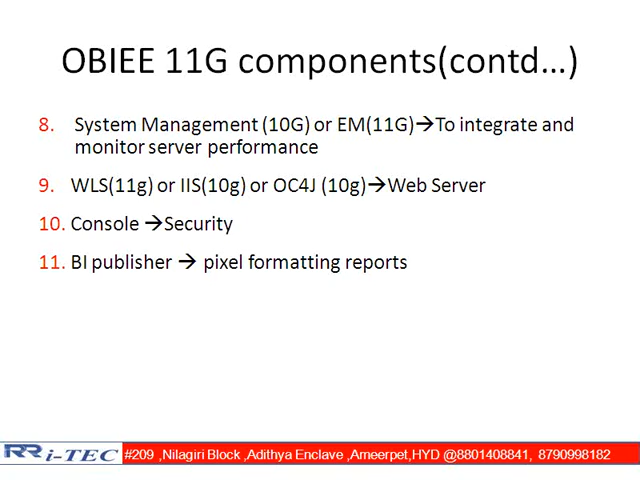 OBIEE 11G components(contd…)
8. System Management (10G) or EM(11G)→To integrate and
monitor server performance
9. WLS(11g) or IIS(10g) or OC4J (10g)→Web Server
10. Console →Security
11. BI publisher → pixel formatting reports
RR i-TEC #209 ,Nilagiri Block ,Adithya Enclave ,Ameerpet,HYD @8801408841, 8790998182